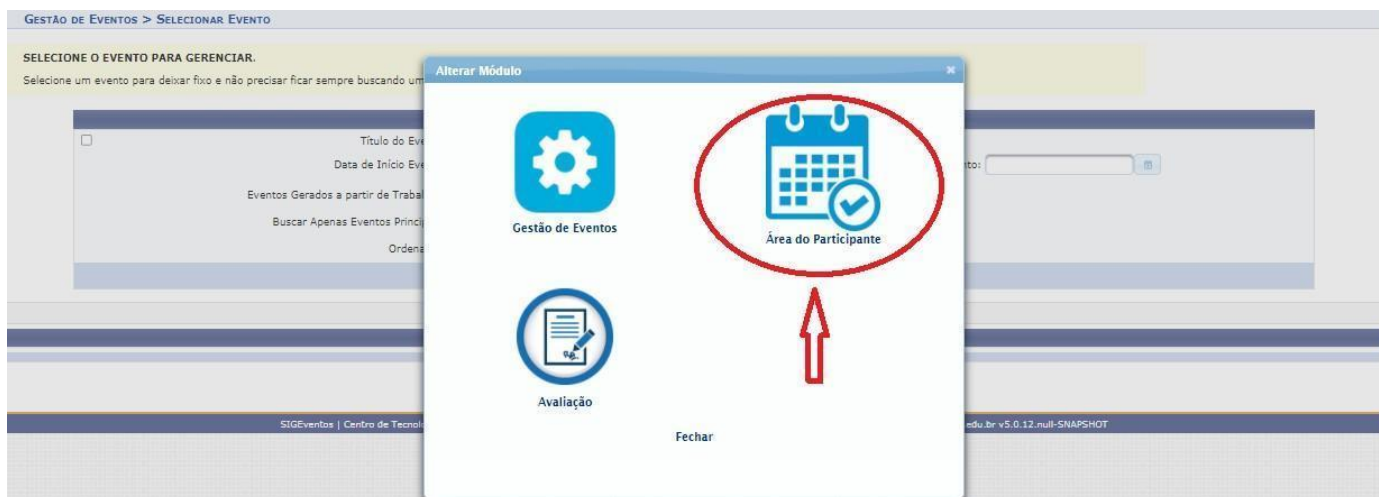 GESTÃO DE EVENTOS > SELECIONAR EVENTO
SELECIONE O EVENTO PARA GERENCIAR.
Selecione um evento para deixar fixo e não precisar ficar sempre buscando um
Alterar Módulo
Título do Eve
Data de Início Eve
nto:
Eventos Gerados a partir de Trabal
Buscar Apenas Eventos Princip
Ordena
Gestão de Eventos
Área do Participante
Avaliação
Fechar
SIGEventos | Centro de Tecnol
edu.br v5.0.12.null-SNAPSHOT